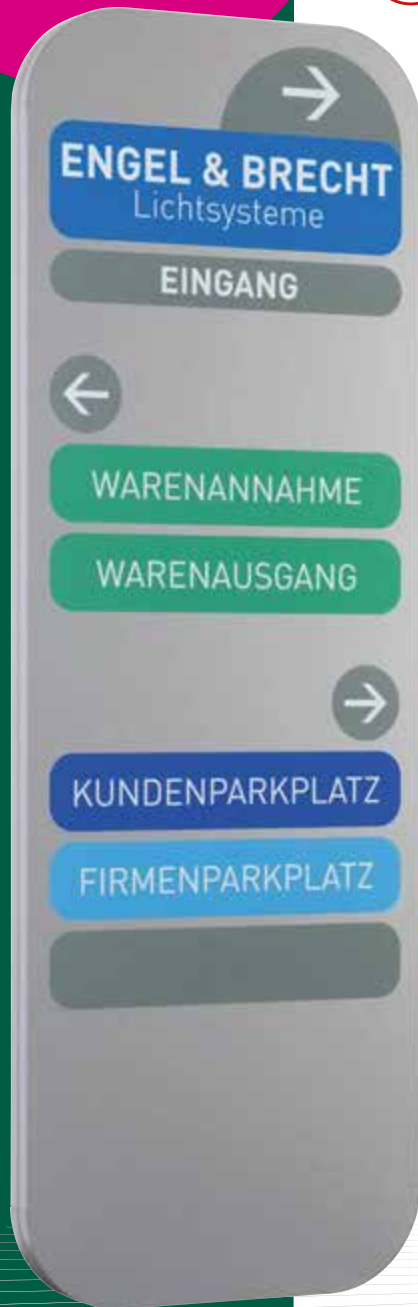 →
ENGEL & BRECHT
Lichtsysteme
EINGANG
←
WARENANNAHME
WARENAUSGANG
→
KUNDENPARKPLATZ
FIRMENPARKPLATZ